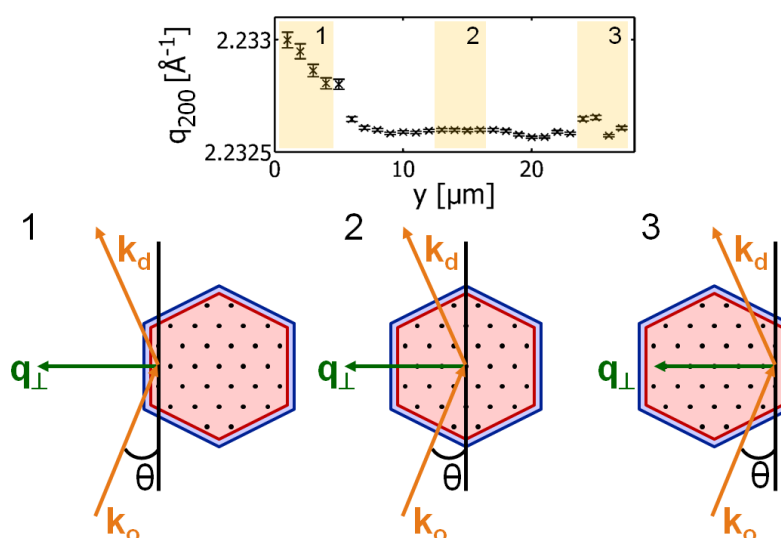 1 2 3
2.233
2.2325
q200 [Å-1]
0 10 20
y [μm]
1 2 3
kd kd kd
q⊥ q⊥ q⊥
θ θ θ
ko ko ko